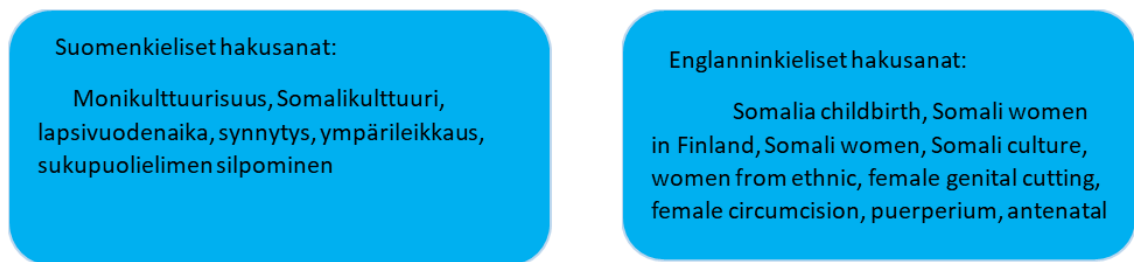 Suomenkieliset hakusanat:
Monikulttuurisuus, Somalikulttuuri,
lapsivuodenaika, synnytys, ympärileikkaus,
sukupuolielimen silpominen
Englanninkieliset hakusanat:
Somalia childbirth, Somali women
in Finland, Somali women, Somali culture,
women from ethnic, female genital cutting,
female circumcision, puerperium, antenatal